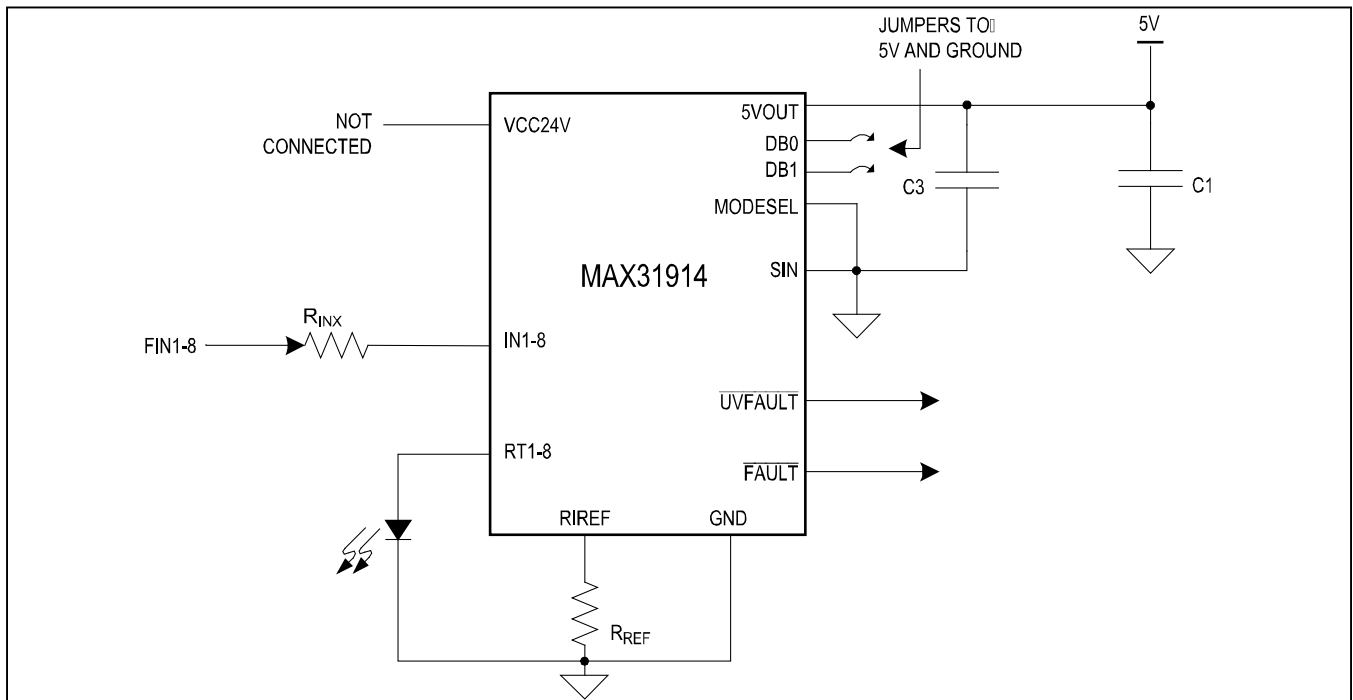 JUMPERS TO
5V AND GROUND
5V
NOT
CONNECTED
VCC24V
5VOUT
DB0
DB1
MODESEL
C3
C1
MAX31914
SIN
RINX
FIN1-8
IN1-8
UVFAULT
RT1-8
FAULT
RIREF
GND
RREF